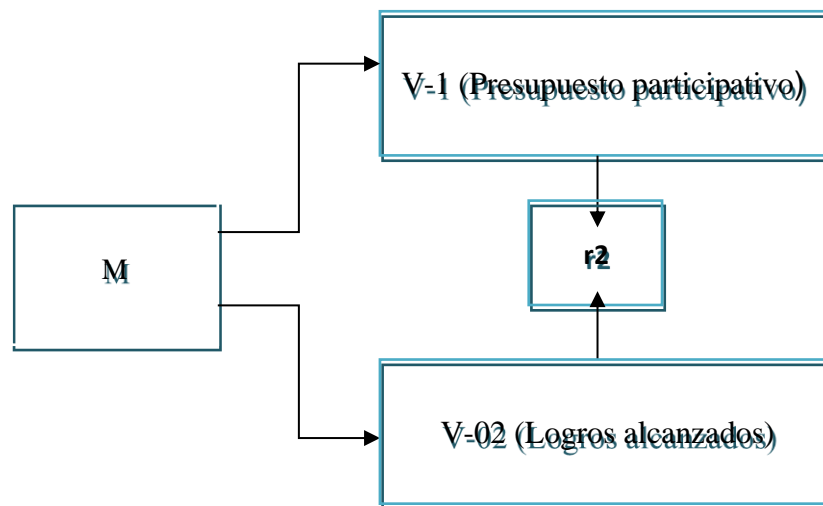 V-1 (Presupuesto participativo)
M
r2
V-02 (Logros alcanzados)